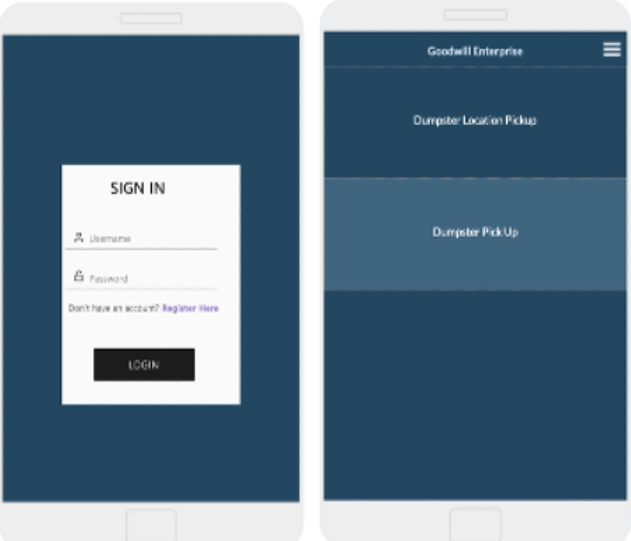 SIGN IN
Username
Password
Don't have an account? Register Here
LOGIN
Goodwill Enterprise
Dumpster Location Pickup
Dumpster Pick Up